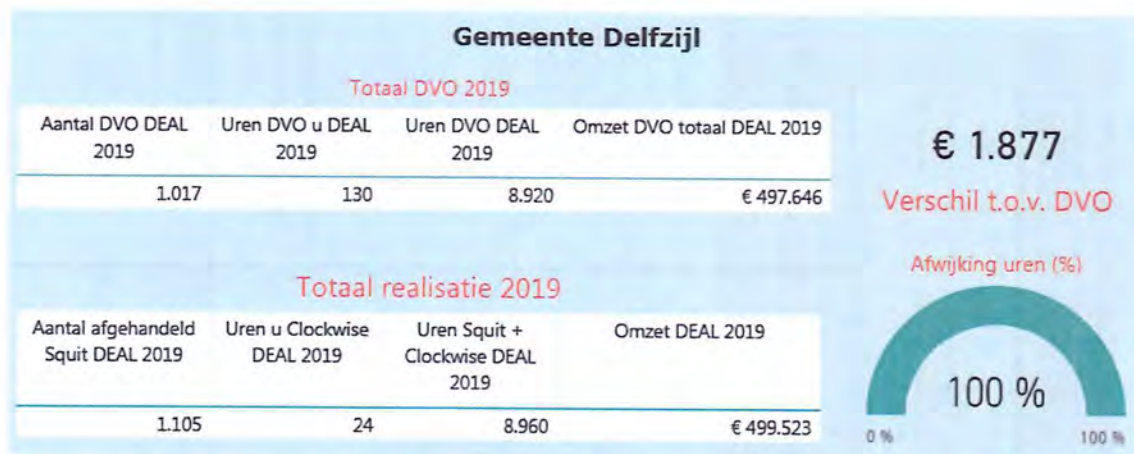 Gemeente Delfzijl
Totaal DVO 2019
Aantal DVO DEAL 2019 Uren DVO u DEAL 2019 Uren DVO DEAL 2019 Omzet DVO totaal DEAL 2019
1.017 130 8.920 € 497.646
€ 1.877
Verschil t.o.v. DVO
Totaal realisatie 2019
Aantal afgehandeld Squit DEAL 2019 Uren u Clockwise DEAL 2019 Uren Squit + Clockwise DEAL 2019 Omzet DEAL 2019
1.105 24 8.960 € 499.523
Afwijking uren (%)
100 %
0 % 100 %